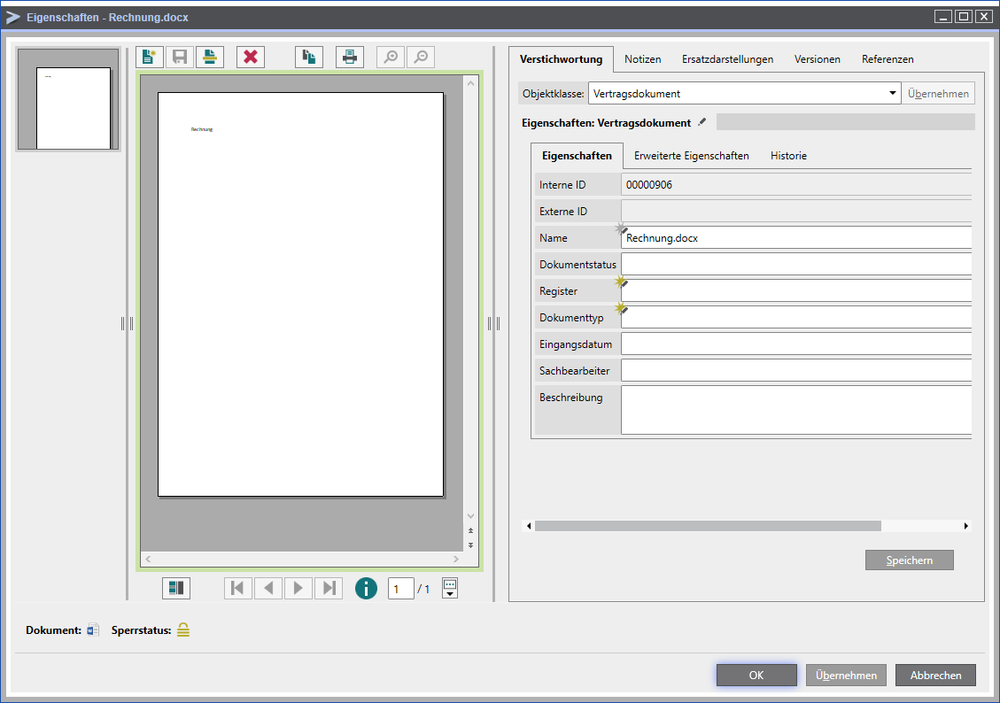 Eigenschaften - Rechnung.docx
Verstichwortung Notizen Ersatzdarstellungen Versionen Referenzen
Objektklasse: Vertragsdokument Übernehmen
Rechnung
Eigenschaften: Vertragsdokument
Eigenschaften Erweiterte Eigenschaften Historie
Interne ID 00000906
Externe ID
Name Rechnung.docx
Dokumentstatus
Register
Dokumenttyp
Eingangsdatum
Sachbearbeiter
Beschreibung
Speichern
1 / 1
Dokument: Sperrstatus:
OK Übernehmen Abbrechen